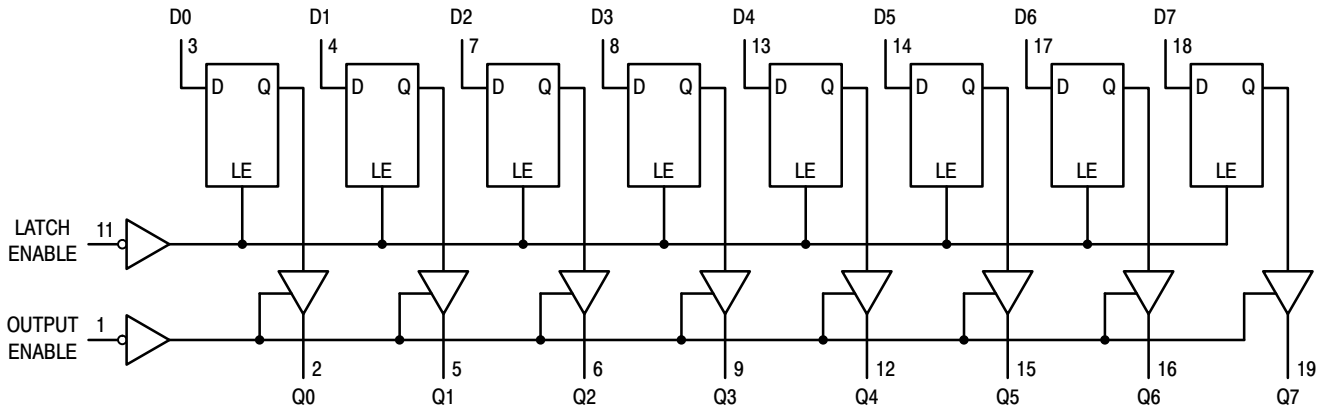 D0 D1 D2 D3 D4 D5 D6 D7
3 4 7 8 13 14 17 18
D Q D Q D Q D Q D Q D Q D Q D Q
LE LE LE LE LE LE LE LE
LATCH 11
ENABLE
OUTPUT 1
ENABLE
2 5 6 9 12 15 16 19
Q0 Q1 Q2 Q3 Q4 Q5 Q6 Q7